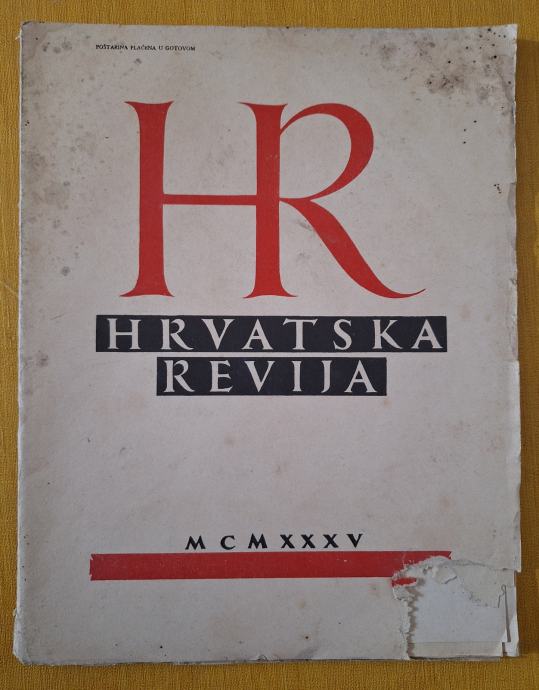 POŠTARINA PLAĆENA U GOTOVOM
HR
HRVATSKA
REVIJA
MCMXXXV